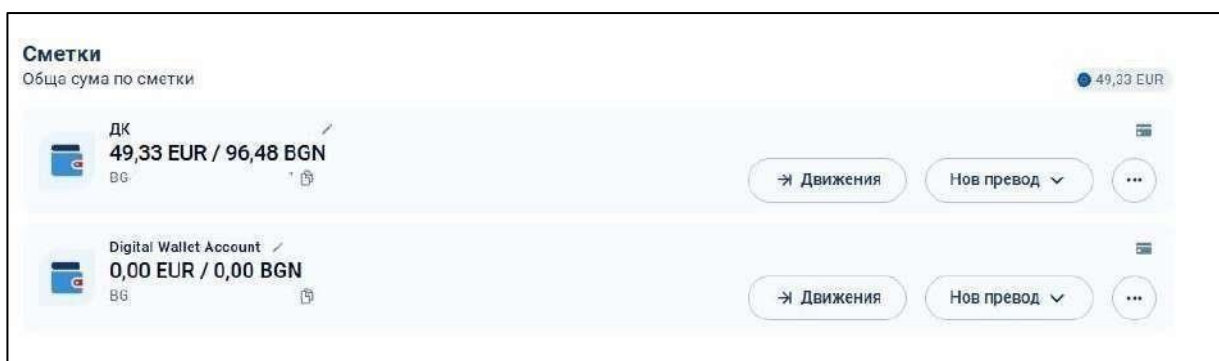 Сметки
Обща сума по сметки
49,33 EUR
ДК
49,33 EUR / 96,48 BGN
BG
Движения
Нов превод
Digital Wallet Account
0,00 EUR / 0,00 BGN
BG
Движения
Нов превод